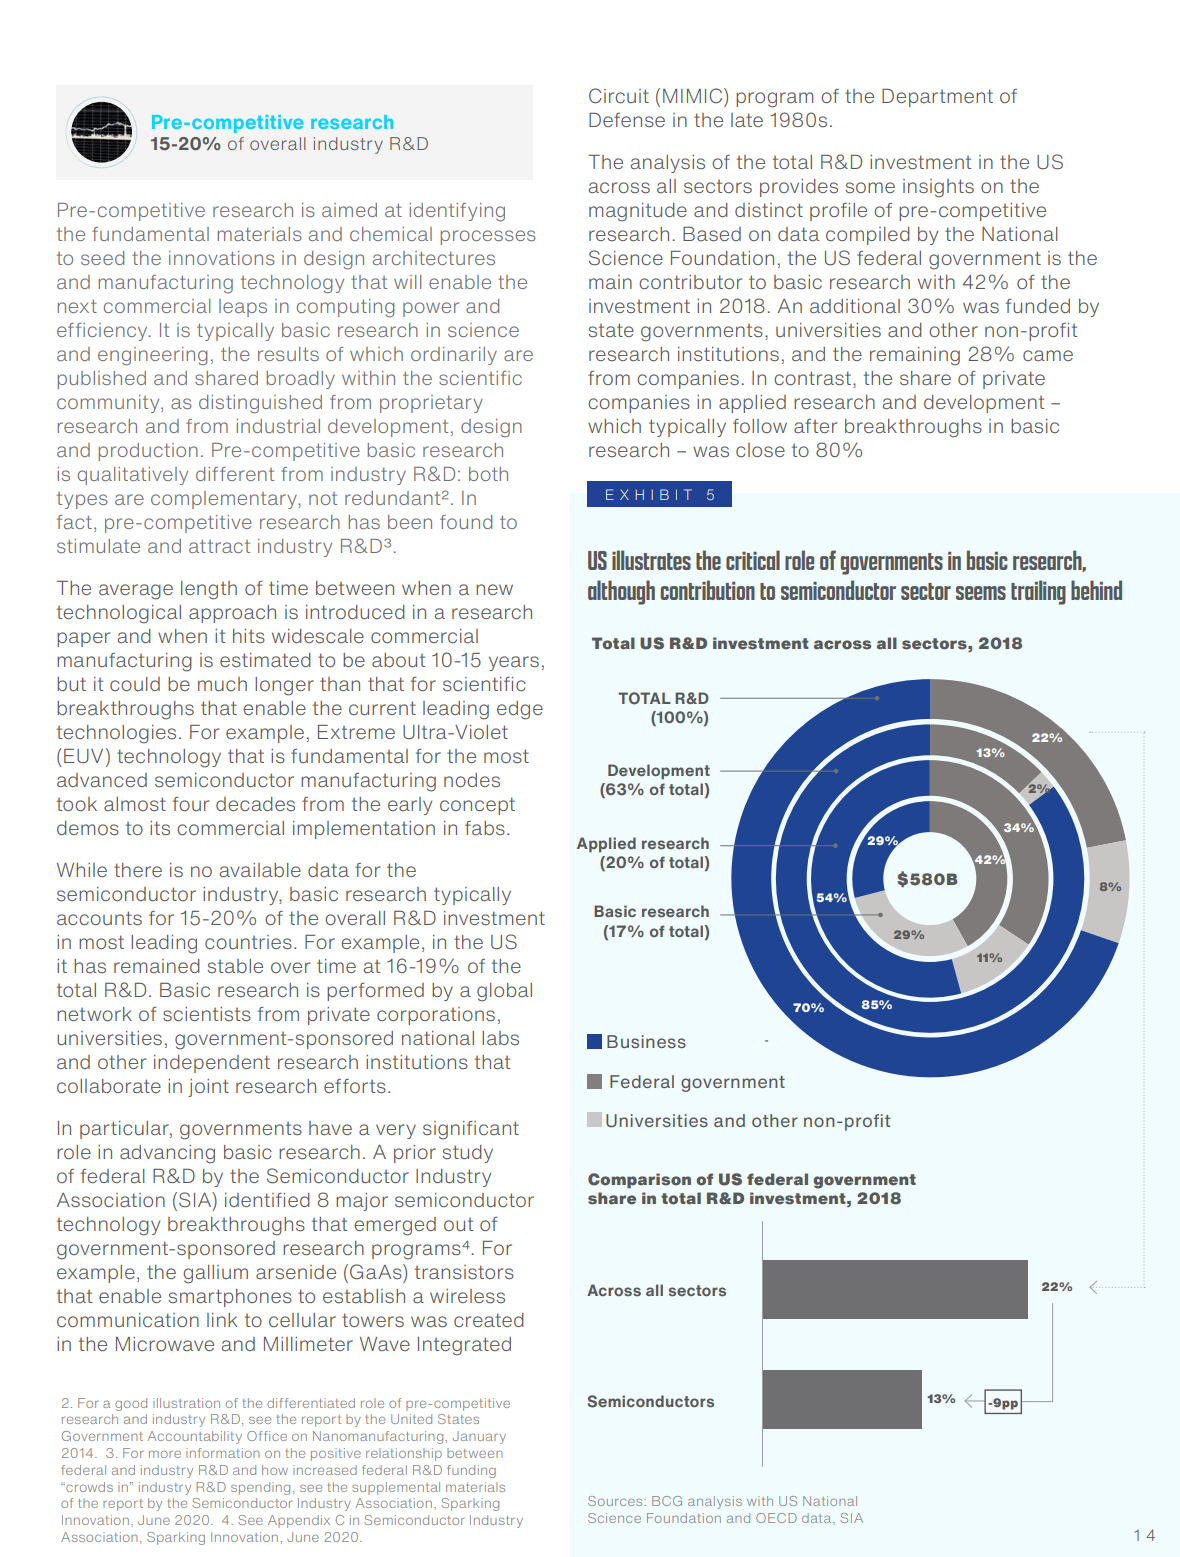 Pre-competitive research
15-20% of overall industry R&D
Pre-competitive research is aimed at identifying
the fundamental materials and chemical processes
to seed the innovations in design architectures
and manufacturing technology that will enable the
next commercial leaps in computing power and
efficiency. It is typically basic research in science
and engineering, the results of which ordinarily are
published and shared broadly within the scientific
community, as distinguished from proprietary
research and from industrial development, design
and production. Pre-competitive basic research
is qualitatively different from industry R&D: both
types are complementary, not redundant². In
fact, pre-competitive research has been found to
stimulate and attract industry R&D³.
The average length of time between when a new
technological approach is introduced in a research
paper and when it hits widescale commercial
manufacturing is estimated to be about 10-15 years,
but it could be much longer than that for scientific
breakthroughs that enable the current leading edge
technologies. For example, Extreme Ultra-Violet
(EUV) technology that is fundamental for the most
advanced semiconductor manufacturing nodes
took almost four decades from the early concept
demos to its commercial implementation in fabs.
While there is no available data for the
semiconductor industry, basic research typically
accounts for 15-20% of the overall R&D investment
in most leading countries. For example, in the US
it has remained stable over time at 16-19% of the
total R&D. Basic research is performed by a global
network of scientists from private corporations,
universities, government-sponsored national labs
and other independent research institutions that
collaborate in joint research efforts.
In particular, governments have a very significant
role in advancing basic research. A prior study
of federal R&D by the Semiconductor Industry
Association (SIA) identified 8 major semiconductor
technology breakthroughs that emerged out of
government-sponsored research programs⁴. For
example, the gallium arsenide (GaAs) transistors
that enable smartphones to establish a wireless
communication link to cellular towers was created
in the Microwave and Millimeter Wave Integrated
2. For a good illustration of the differentiated role of pre-competitive
research and industry R&D, see the report by the United States
Government Accountability Office on Nanomanufacturing, January
2014. 3. For more information on the positive relationship between
federal and industry R&D and how increased federal R&D funding
“crowds in” industry R&D spending, see the supplemental materials
of the report by the Semiconductor Industry Association, Sparking
Innovation, June 2020. 4. See Appendix C in Semiconductor Industry
Association, Sparking Innovation, June 2020.
Circuit (MIMIC) program of the Department of
Defense in the late 1980s.
The analysis of the total R&D investment in the US
across all sectors provides some insights on the
magnitude and distinct profile of pre-competitive
research. Based on data compiled by the National
Science Foundation, the US federal government is the
main contributor to basic research with 42% of the
investment in 2018. An additional 30% was funded by
state governments, universities and other non-profit
research institutions, and the remaining 28% came
from companies. In contrast, the share of private
companies in applied research and development –
which typically follow after breakthroughs in basic
research – was close to 80%
EXHIBIT 5
US illustrates the critical role of governments in basic research,
although contribution to semiconductor sector seems trailing behind
Total US R&D investment across all sectors, 2018
TOTAL R&D
(100%)
Development
(63% of total)
Applied research
(20% of total)
Basic research
(17% of total)
22%
13%
2%
34%
29%
42%
$580B
8%
54%
29%
11%
70%
85%
Business
-
Federal government
Universities and other non-profit
Comparison of US federal government
share in total R&D investment, 2018
Across all sectors
22%
Semiconductors
13%
-9pp
Sources: BCG analysis with US National
Science Foundation and OECD data, SIA
14